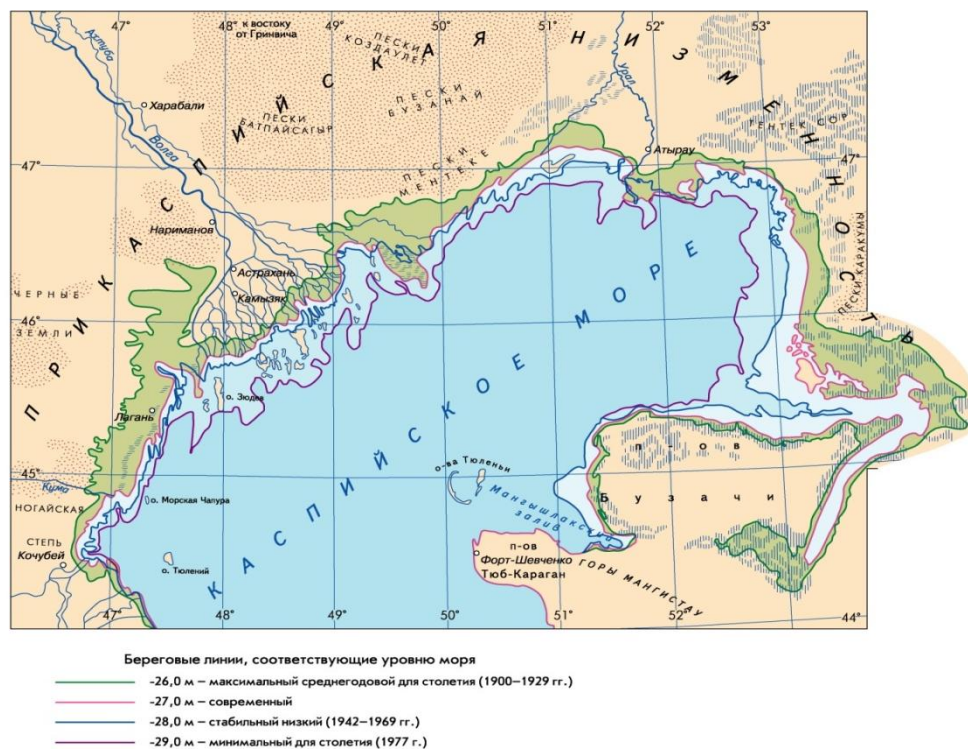 47° 48° 49° 50° 51° 52° 53°
к востоку
от Гринвича
Ахтуба
Волга
Харабали
ПЕСКИ
КОЗДАУЛЕТ
ПЕСКИ
БУЗАНАЙ
ПЕСКИ
БАТПАЙСАГЫР
ПЕСКИ
МЕНТЕКЕ
Урал
Атырау
ТЕНТЕК СОР
ПРИКАСПИЙСКАЯ НИЗМЕННОСТЬ
47° 47°
Нариманов
Астрахань
Камызяк
ЧЕРНЫЕ
ЗЕМЛИ
ПЕСКИ КАРАКУМЫ
46° 46°
о. Зюдев
Лагань
КАСПИЙСКОЕ МОРЕ
45° 45°
Кума
НОГАЙСКАЯ
СТЕПЬ
Кочубей
о. Морская Чапура
о. Тюлений
о-ва Тюленьи
Мангышлакский
залив
п-ов
Бузачи
п-ов
Форт-Шевченко
Тюб-Караган
ГОРЫ МАНГИСТАУ
47° 48° 49° 50° 51° 52° 44°
Береговые линии, соответствующие уровню моря
-26,0 м – максимальный среднегодовой для столетия (1900–1929 гг.)
-27,0 м – современный
-28,0 м – стабильный низкий (1942–1969 гг.)
-29,0 м – минимальный для столетия (1977 г.)